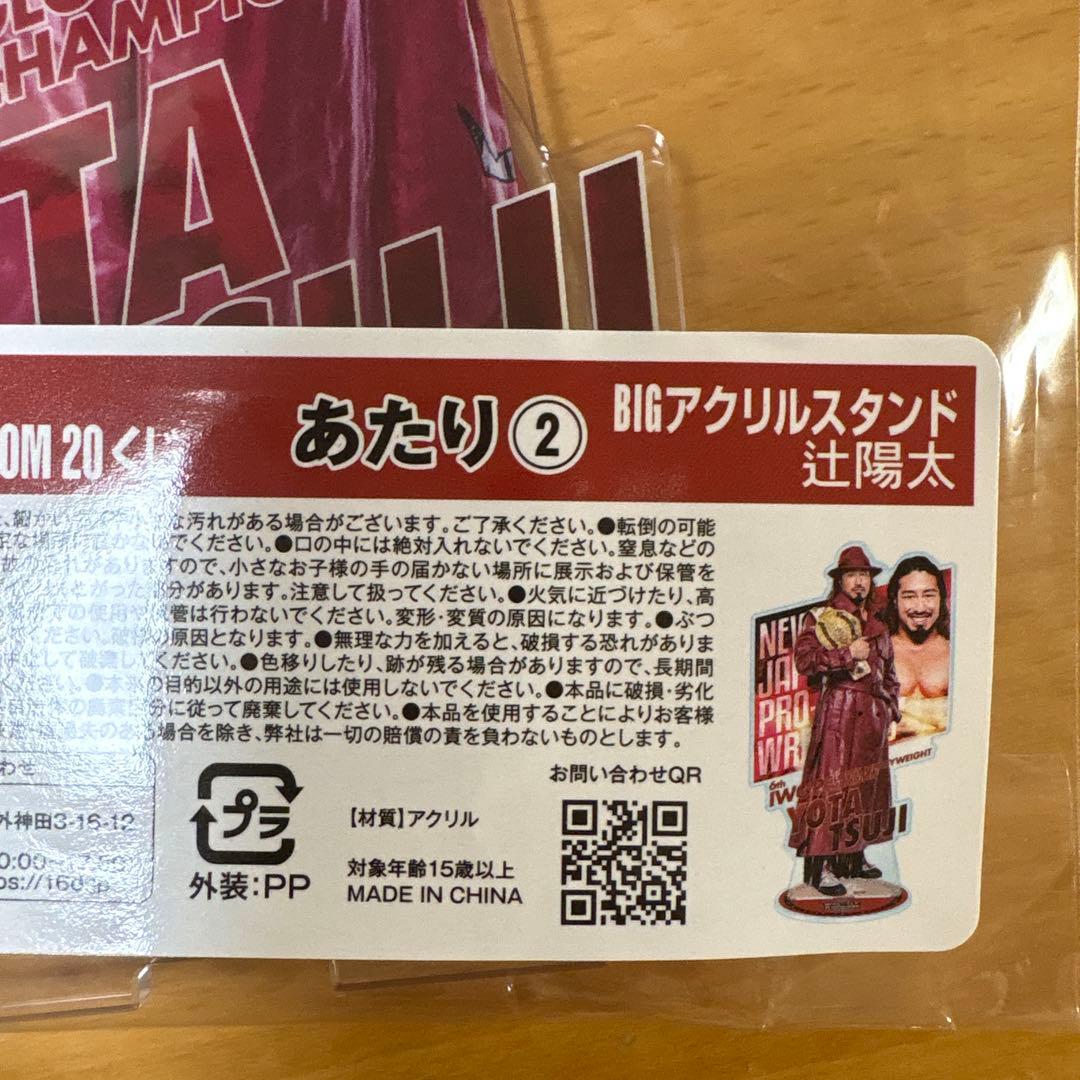 CHAMPI
TA
OM 20くじ
あたり②
BIGアクリルスタンド
辻陽太
汚れがある場合がございます。ご了承ください。●転倒の可能
でください。●口の中には絶対入れないでください。窒息などの
すので、小さなお子様の手の届かない場所に展示および保管を
分があります。注意して扱ってください。●火気に近づけたり、高
管は行わないでください。変形・変質の原因になります。●ぶつ
原因となります。●無理な力を加えると、破損する恐れがありま
ください。●色移りしたり、跡が残る場合がありますので、長期間
の目的以外の用途には使用しないでください。●本品に破損・劣化
分に従って廃棄してください。●本品を使用することによりお客様
場合を除き、弊社は一切の賠償の責を負わないものとします。
わせ
外神田3-16-12
プラ
外装:PP
【材質】アクリル
対象年齢15歳以上
MADE IN CHINA
お問い合わせQR
NEW
JAP
PRO-
WR
6th
IWGP
YOTA
TSUJI